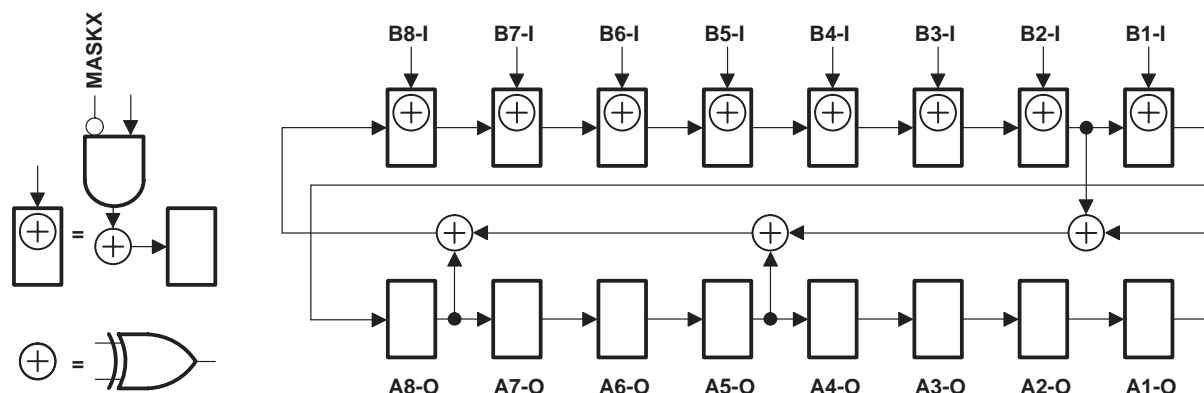 MASKX
=
=
B8-I B7-I B6-I B5-I B4-I B3-I B2-I B1-I
A8-O A7-O A6-O A5-O A4-O A3-O A2-O A1-O